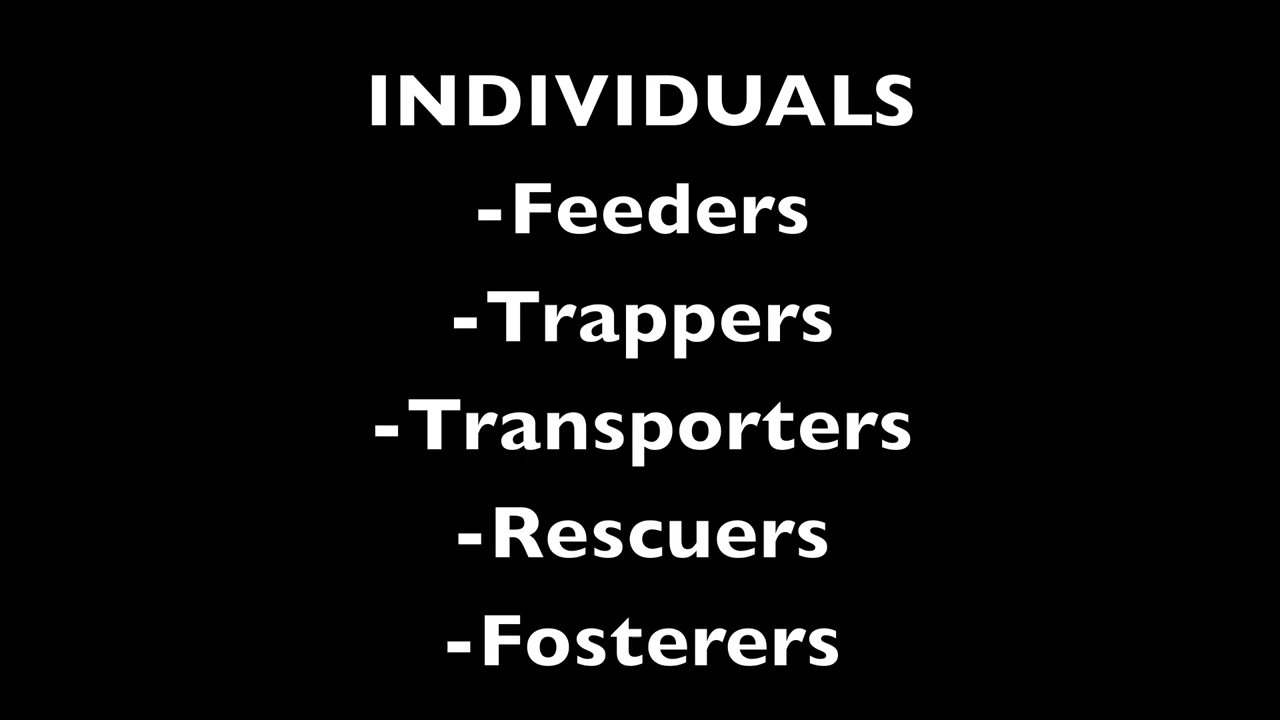 INDIVIDUALS
-Feeders
-Trappers
-Transporters
-Rescuers
-Fosterers